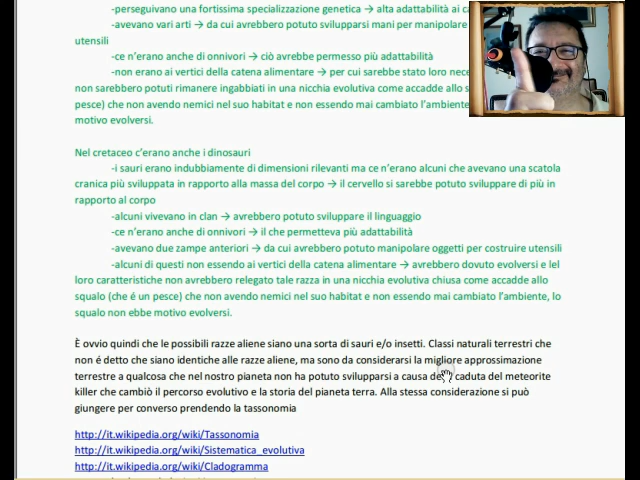 -perseguivano una fortissima specializzazione genetica → alta adattabilità ai c
-avevano vari arti → da cui avrebbero potuto svilupparsi mani per manipolare
utensili
-ce n'erano anche di onnivori → ciò avrebbe permesso più adattabilità
-non erano ai vertici della catena alimentare → per cui sarebbe stato loro nece
non sarebbero potuti rimanere ingabbiati in una nicchia evolutiva come accadde allo s
pesce) che non avendo nemici nel suo habitat e non essendo mai cambiato l'ambiente
motivo evolversi.
Nel cretaceo c'erano anche i dinosauri
-i sauri erano indubbiamente di dimensioni rilevanti ma ce n'erano alcuni che avevano una scatola
cranica più sviluppata in rapporto alla massa del corpo → il cervello si sarebbe potuto sviluppare di più in
rapporto al corpo
-alcuni vivevano in clan → avrebbero potuto sviluppare il linguaggio
-ce n'erano anche di onnivori → il che permetteva più adattabilità
-avevano due zampe anteriori → da cui avrebbero potuto manipolare oggetti per costruire utensili
-alcuni di questi non essendo ai vertici della catena alimentare → avrebbero dovuto evolversi e lel
loro caratteristiche non avrebbero relegato tale razza in una nicchia evolutiva chiusa come accadde allo
squalo (che é un pesce) che non avendo nemici nel suo habitat e non essendo mai cambiato l'ambiente, lo
squalo non ebbe motivo di evolversi.
È ovvio quindi che le possibili razze aliene siano una sorta di sauri e/o insetti. Classi naturali terrestri che
non é detto che siano identiche alle razze aliene, ma sono da considerarsi la migliore approssimazione
terrestre a qualcosa che nel nostro pianeta non ha potuto svilupparsi a causa de caduta del meteorite
killer che cambiò il percorso evolutivo e la storia del pianeta terra. Alla stessa considerazione si può
giungere per converso prendendo la tassonomia
http://it.wikipedia.org/wiki/Tassonomia
http://it.wikipedia.org/wiki/Sistematica_evolutiva
http://it.wikipedia.org/wiki/Cladogramma